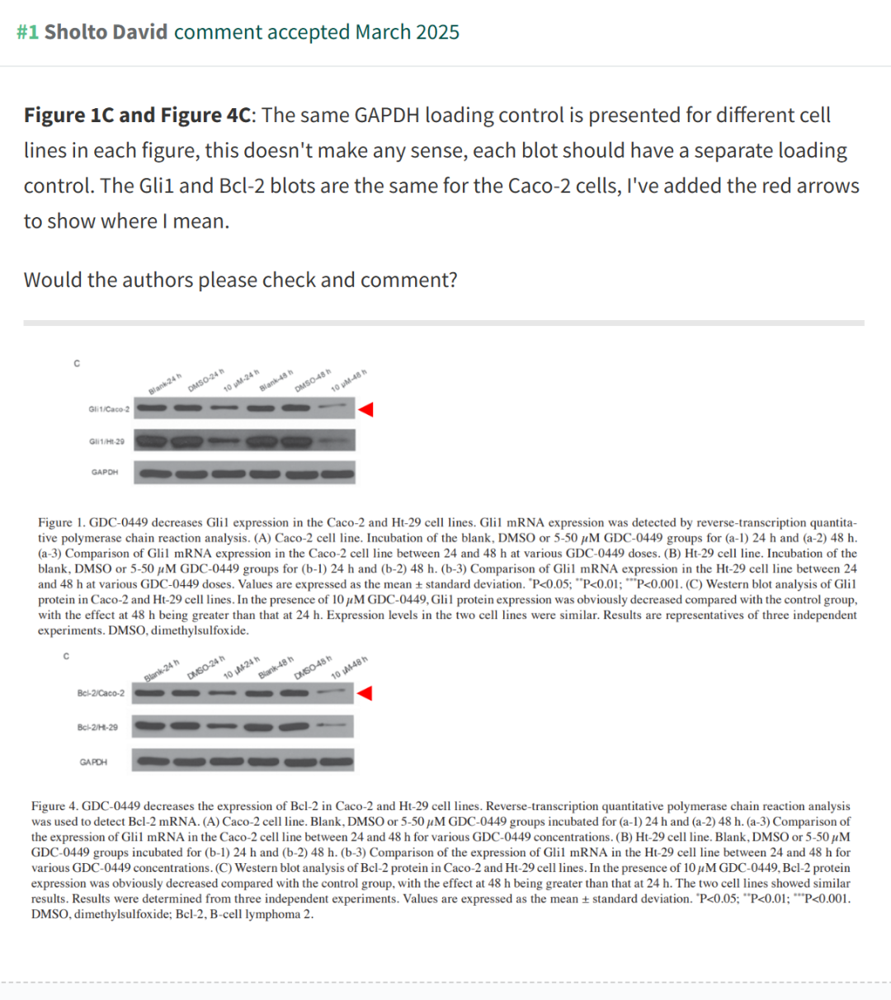 #1 Sholto David comment accepted March 2025
Figure 1C and Figure 4C: The same GAPDH loading control is presented for different cell
lines in each figure, this doesn't make any sense, each blot should have a separate loading
control. The Gli1 and Bcl-2 blots are the same for the Caco-2 cells, I've added the red arrows
to show where I mean.
Would the authors please check and comment?
C
Blank-24 h DMSO-24 h 10 μM-24 h Blank-48 h DMSO-48 h 10 μM-48 h
Gli1/Caco-2
Gli1/Ht-29
GAPDH
Figure 1. GDC-0449 decreases Gli1 expression in the Caco-2 and Ht-29 cell lines. Gli1 mRNA expression was detected by reverse-transcription quantita-
tive polymerase chain reaction analysis. (A) Caco-2 cell line. Incubation of the blank, DMSO or 5-50 μM GDC-0449 groups for (a-1) 24 h and (a-2) 48 h.
(a-3) Comparison of Gli1 mRNA expression in the Caco-2 cell line between 24 and 48 h at various GDC-0449 doses. (B) Ht-29 cell line. Incubation of the
blank, DMSO or 5-50 μM GDC-0449 groups for (b-1) 24 h and (b-2) 48 h. (b-3) Comparison of Gli1 mRNA expression in the Ht-29 cell line between 24
and 48 h at various GDC-0449 doses. Values are expressed as the mean ± standard deviation. *P<0.05; **P<0.01; ***P<0.001. (C) Western blot analysis of Gli1
protein in Caco-2 and Ht-29 cell lines. In the presence of 10 μM GDC-0449, Gli1 protein expression was obviously decreased compared with the control group,
with the effect at 48 h being greater than that at 24 h. Expression levels in the two cell lines were similar. Results are representatives of three independent
experiments. DMSO, dimethylsulfoxide.
C
Blank-24 h DMSO-24 h 10 μM-24 h Blank-48 h DMSO-48 h 10 μM-48 h
Bcl-2/Caco-2
Bcl-2/Ht-29
GAPDH
Figure 4. GDC-0449 decreases the expression of Bcl-2 in Caco-2 and Ht-29 cell lines. Reverse-transcription quantitative polymerase chain reaction analysis
was used to detect Bcl-2 mRNA. (A) Caco-2 cell line. Blank, DMSO or 5-50 μM GDC-0449 groups incubated for (a-1) 24 h and (a-2) 48 h. (a-3) Comparison of
the expression of Gli1 mRNA in the Caco-2 cell line between 24 and 48 h for various GDC-0449 concentrations. (B) Ht-29 cell line. Blank, DMSO or 5-50 μM
GDC-0449 groups incubated for (b-1) 24 h and (b-2) 48 h. (b-3) Comparison of the expression of Gli1 mRNA in the Ht-29 cell line between 24 and 48 h for
various GDC-0449 concentrations. (C) Western blot analysis of Bcl-2 protein in Caco-2 and Ht-29 cell lines. In the presence of 10 μM GDC-0449, Bcl-2 protein
expression was obviously decreased compared with the control group, with the effect at 48 h being greater than that at 24 h. The two cell lines showed similar
results. Results were determined from three independent experiments. Values are expressed as the mean ± standard deviation. *P<0.05; **P<0.01; ***P<0.001.
DMSO, dimethylsulfoxide; Bcl-2, B-cell lymphoma 2.